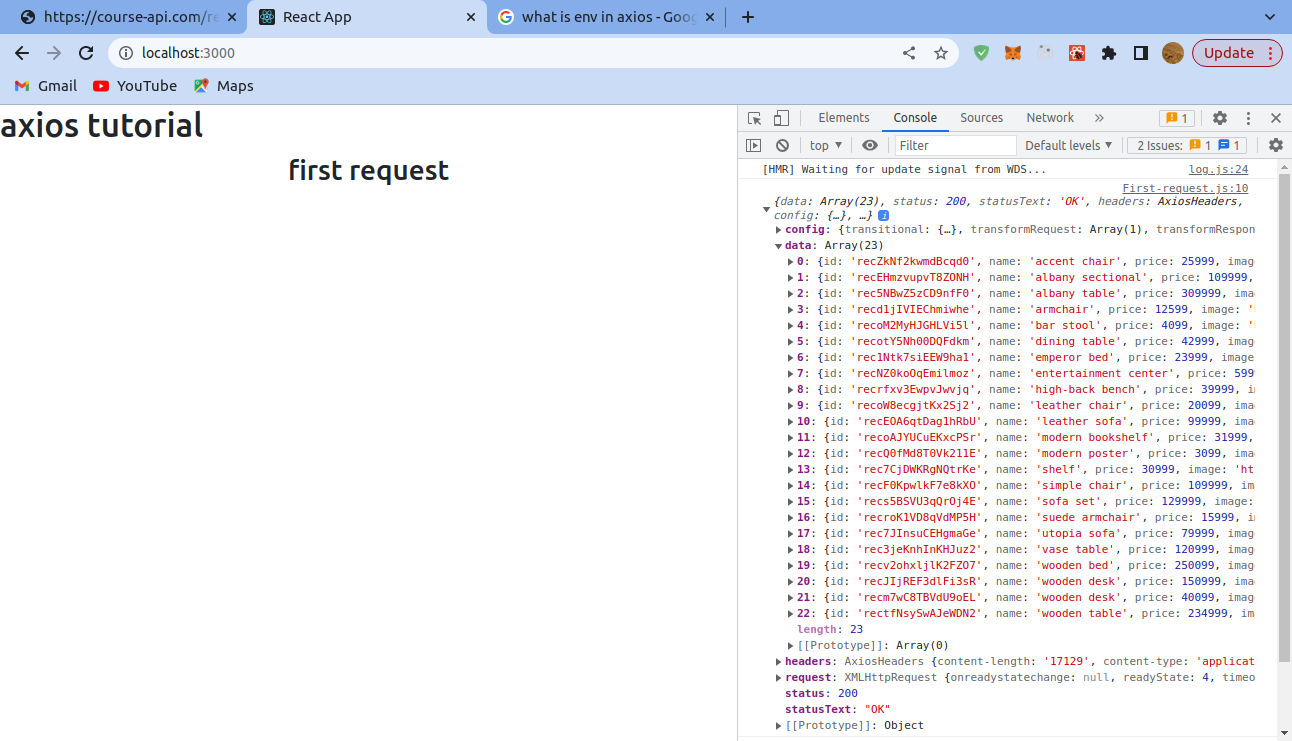 https://course-api.com/re
React App
what is env in axios - Goog
localhost:3000
Update
Gmail YouTube Maps
axios tutorial
first request
Elements Console Sources Network 1
top Filter Default levels 2 Issues: 1 1
[HMR] Waiting for update signal from WDS... log.js:24
First-request.js:10
{data: Array(23), status: 200, statusText: 'OK', headers: AxiosHeaders,
config: {…}, …}
config: {transitional: {…}, transformRequest: Array(1), transformRespon
data: Array(23)
0: {id: 'recZkNf2kwmdBcqd0', name: 'accent chair', price: 25999, imag
1: {id: 'recEHmzvupvT8ZONH', name: 'albany sectional', price: 109999,
2: {id: 'rec5NBwZ5zCD9nfF0', name: 'albany table', price: 309999, ima
3: {id: 'recd1jIVIEChmiwhe', name: 'armchair', price: 12599, image: '
4: {id: 'recoM2MyHJGHLVi5l', name: 'bar stool', price: 4099, image: '
5: {id: 'recotY5Nh00DQFdkm', name: 'dining table', price: 42999, imag
6: {id: 'rec1Ntk7siEEW9ha1', name: 'emperor bed', price: 23999, image
7: {id: 'recNZ0koOqEmilmoz', name: 'entertainment center', price: 599
8: {id: 'recrfxv3EwpvJwvjq', name: 'high-back bench', price: 39999, i
9: {id: 'recoW8ecgjtKx2Sj2', name: 'leather chair', price: 20099, imag
10: {id: 'recEOA6qtDag1hRbU', name: 'leather sofa', price: 99999, imag
11: {id: 'recoAJYUCuEKxcPSr', name: 'modern bookshelf', price: 31999,
12: {id: 'recQ0fMd8T0Vk211E', name: 'modern poster', price: 3099, imag
13: {id: 'rec7CjDWKRgNQtrKe', name: 'shelf', price: 30999, image: 'ht
14: {id: 'recF0KpwlkF7e8kXO', name: 'simple chair', price: 109999, im
15: {id: 'recs5BSVU3qQrOj4E', name: 'sofa set', price: 129999, image:
16: {id: 'recroK1VD8qVdMP5H', name: 'suede armchair', price: 15999, i
17: {id: 'rec7JInsuCEHgmaGe', name: 'utopia sofa', price: 79999, imag
18: {id: 'rec3jeKnhInKHJuz2', name: 'vase table', price: 120999, imag
19: {id: 'recv2ohxljlK2FZO7', name: 'wooden bed', price: 250099, imag
20: {id: 'recJIjREF3dlFi3sR', name: 'wooden desk', price: 150999, ima
21: {id: 'recm7wC8TBVdU9oEL', name: 'wooden desk', price: 40099, imag
22: {id: 'rectfNsySwAJeWDN2', name: 'wooden table', price: 234999, im
length: 23
[[Prototype]]: Array(0)
headers: AxiosHeaders {content-length: '17129', content-type: 'applicat
request: XMLHttpRequest {onreadystatechange: null, readyState: 4, timeo
status: 200
statusText: "OK"
[[Prototype]]: Object